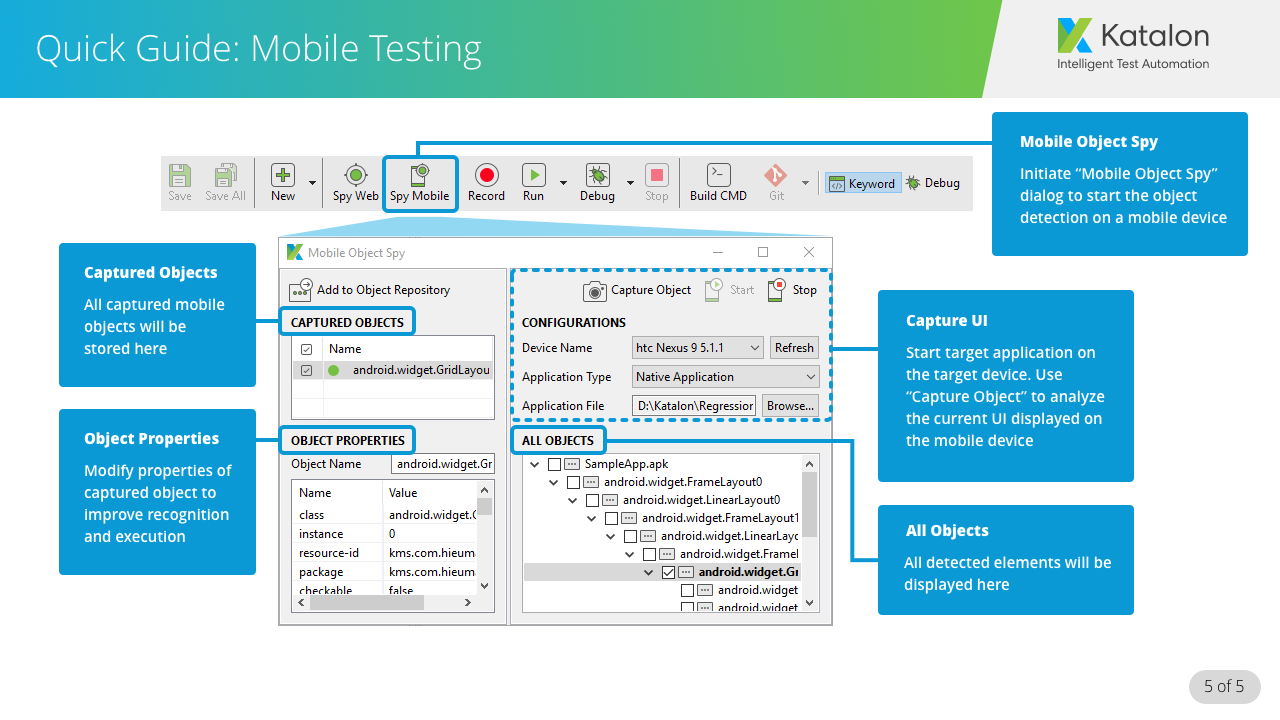 Quick Guide: Mobile Testing
Katalon
Intelligent Test Automation
Mobile Object Spy
Initiate “Mobile Object Spy”
dialog to start the object
detection on a mobile device
Save
Save All
New
Spy Web
Spy Mobile
Record
Run
Debug
Stop
Build CMD
Git
Keyword
Debug
Captured Objects
All captured mobile
objects will be
stored here
Object Properties
Modify properties of
captured object to
improve recognition
and execution
Mobile Object Spy
Add to Object Repository
CAPTURED OBJECTS
Name
android.widget.GridLayou
OBJECT PROPERTIES
Object Name android.widget.Gr
Name Value
class android.widget.G
instance 0
resource-id kms.com.hieum
package kms.com.hieum
checkable false
Capture Object
Start
Stop
CONFIGURATIONS
Device Name htc Nexus 9 5.1.1 Refresh
Application Type Native Application
Application File D:\Katalon\Regression Browse...
ALL OBJECTS
SampleApp.apk
android.widget.FrameLayout0
android.widget.LinearLayout0
android.widget.FrameLayout1
android.widget.LinearLayo
android.widget.Framel
android.widget.Gri
android.widget
android.widget
Capture UI
Start target application on
the target device. Use
“Capture Object” to analyze
the current UI displayed on
the mobile device
All Objects
All detected elements will be
displayed here
5 of 5